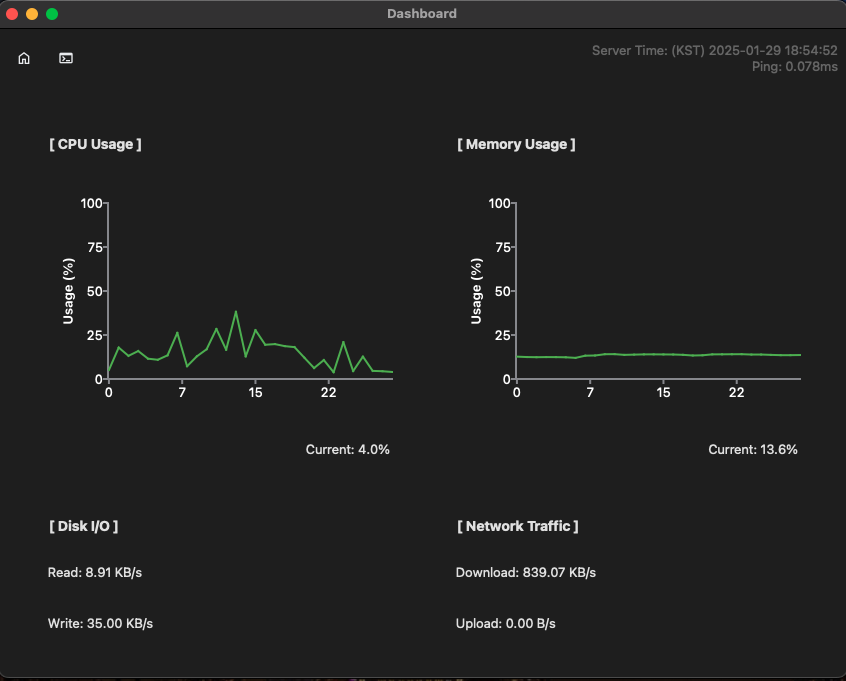 Dashboard
Server Time: (KST) 2025-01-29 18:54:52
Ping: 0.078ms
[ CPU Usage ]
100
75
50
25
0
Usage (%)
0 7 15 22
Current: 4.0%
[ Memory Usage ]
100
75
50
25
0
Usage (%)
0 7 15 22
Current: 13.6%
[ Disk I/O ]
Read: 8.91 KB/s
Write: 35.00 KB/s
[ Network Traffic ]
Download: 839.07 KB/s
Upload: 0.00 B/s